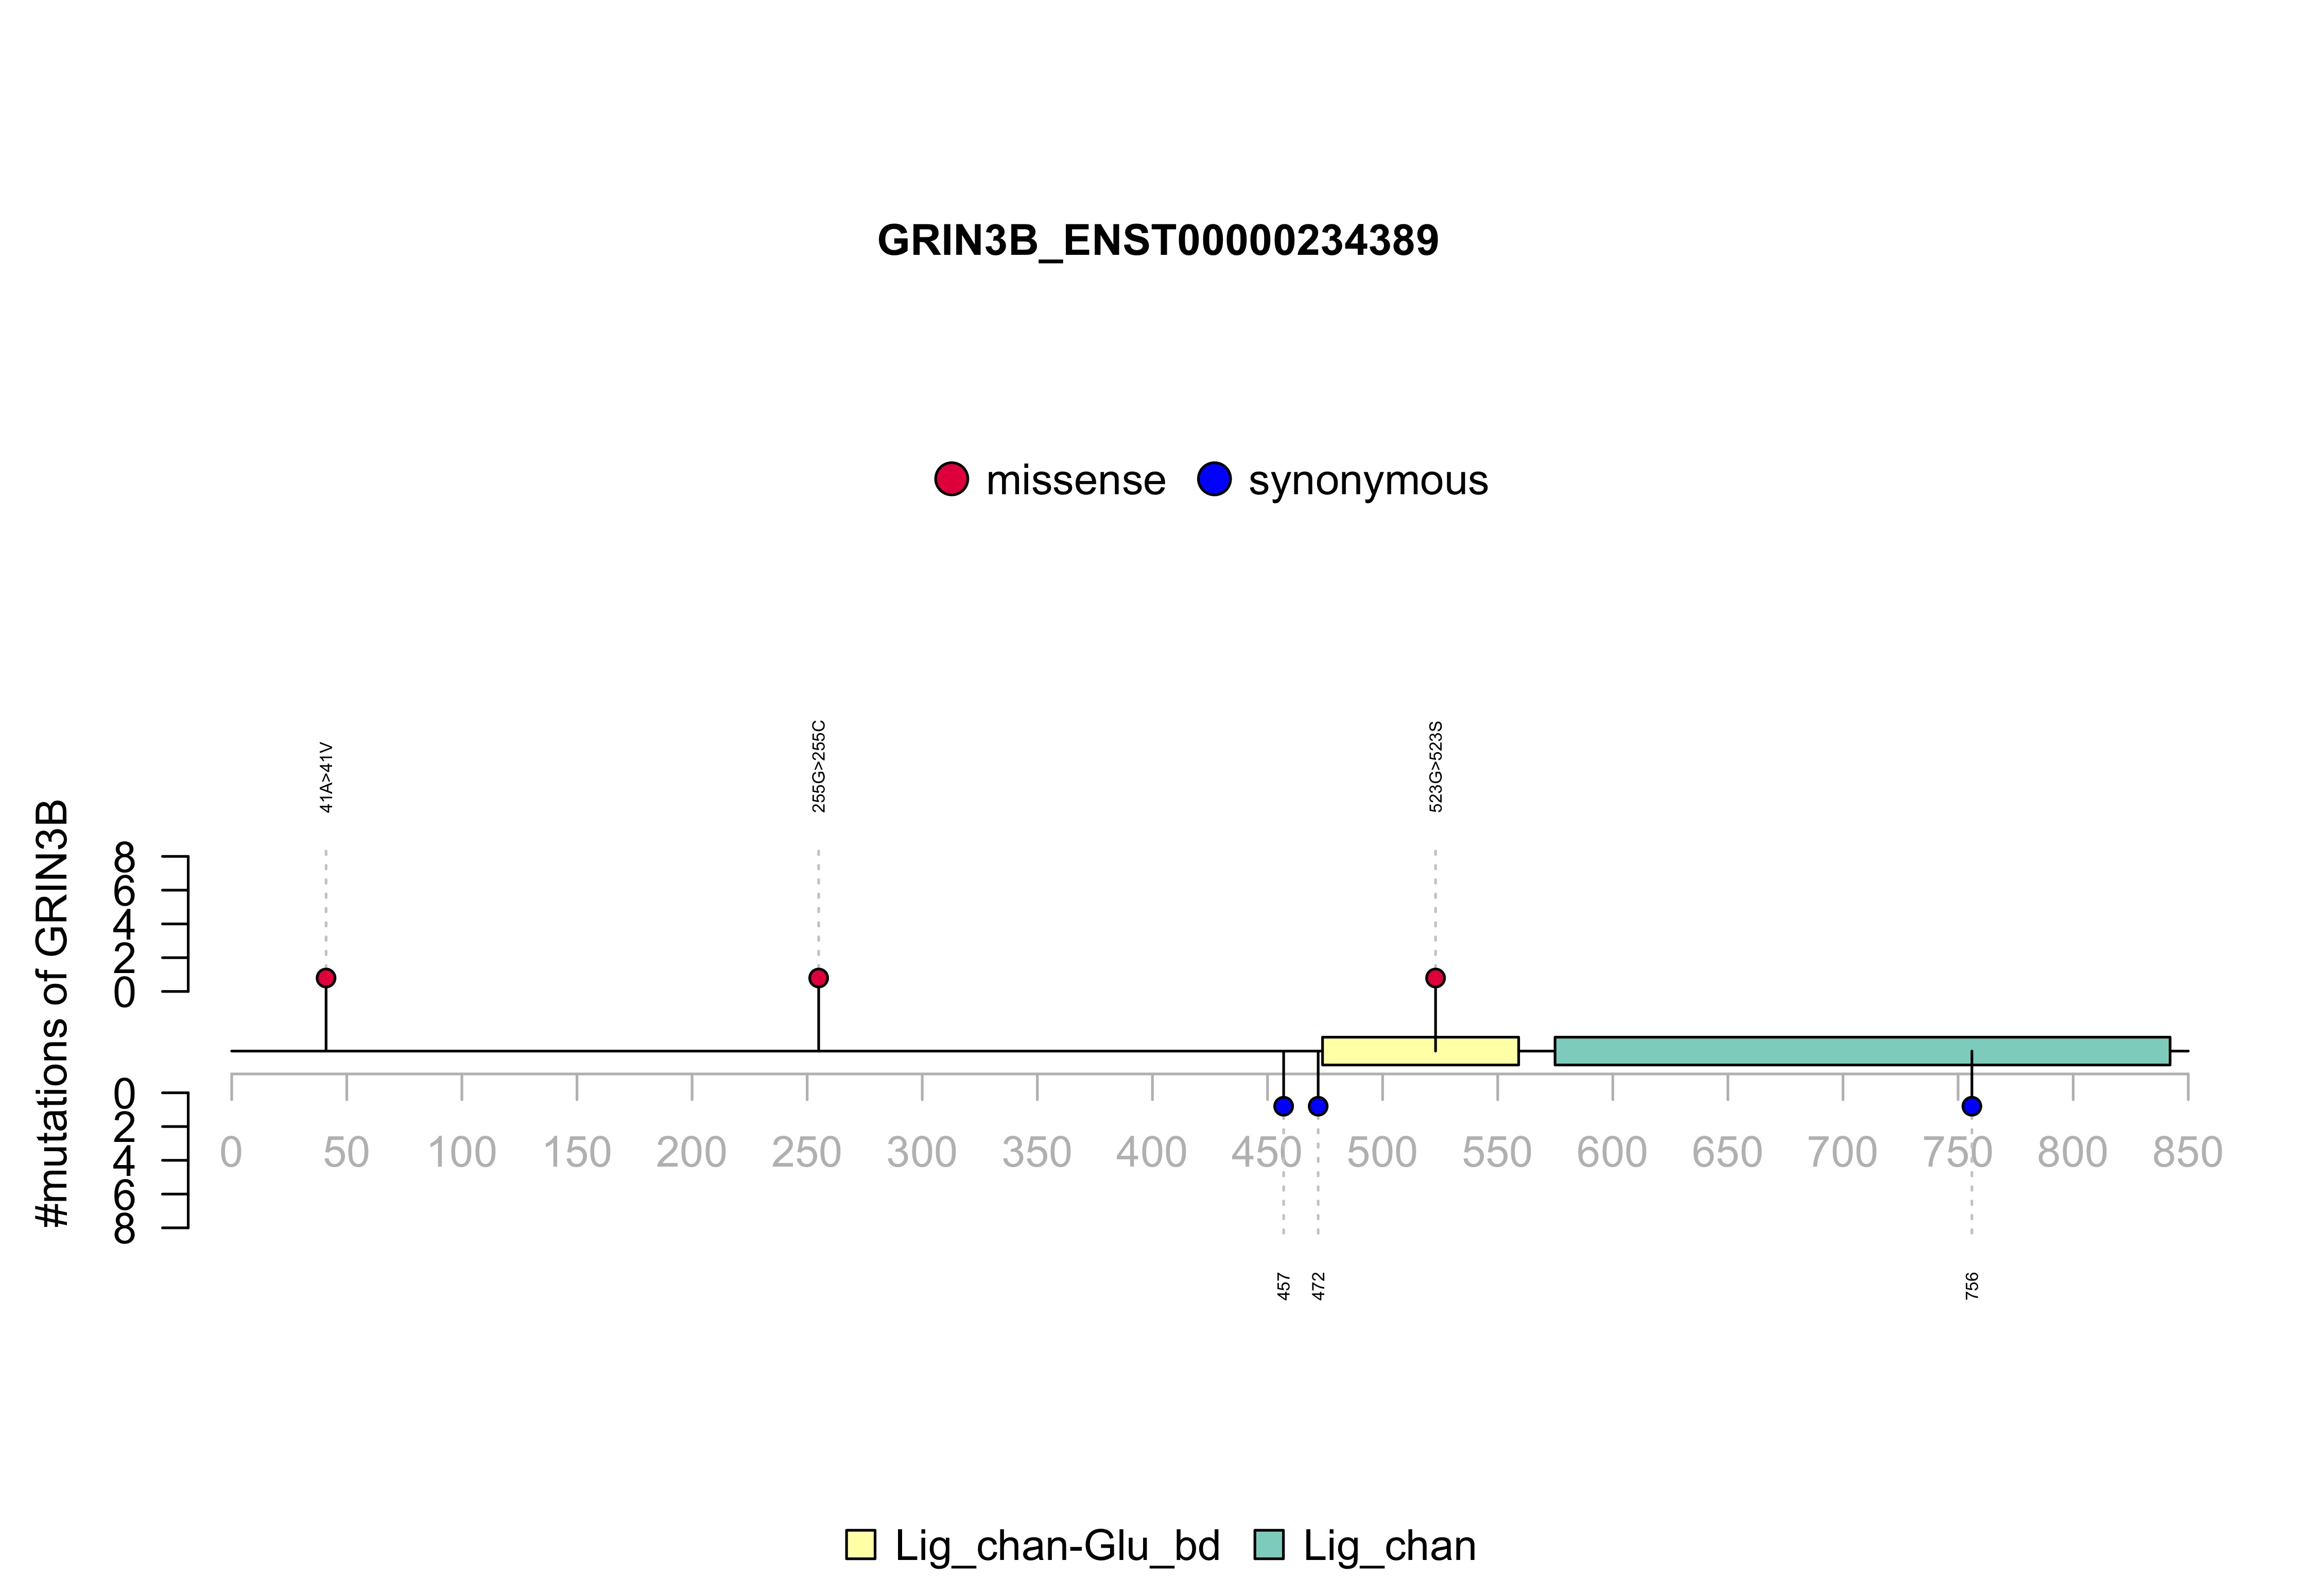 GRIN3B_ENST00000234389
missense synonymous
41A>41V
255G>255C
523G>523S
#mutations of GRIN3B
8
6
4
2
0
0
2
4
6
8
0 50 100 150 200 250 300 350 400 450 500 550 600 650 700 750 800 850
457
472
756
Lig_chan-Glu_bd Lig_chan